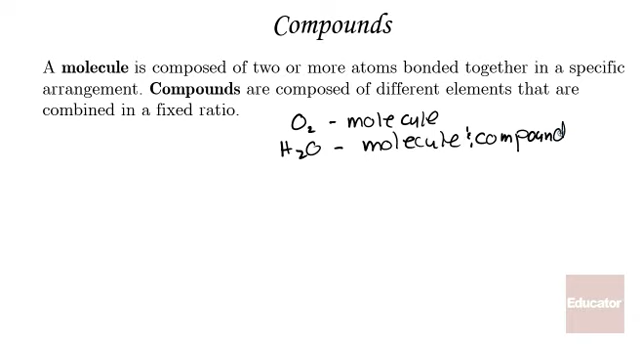 Compounds
A molecule is composed of two or more atoms bonded together in a specific
arrangement. Compounds are composed of different elements that are
combined in a fixed ratio.
O₂ - molecule
H₂O - molecule & compound
Educator